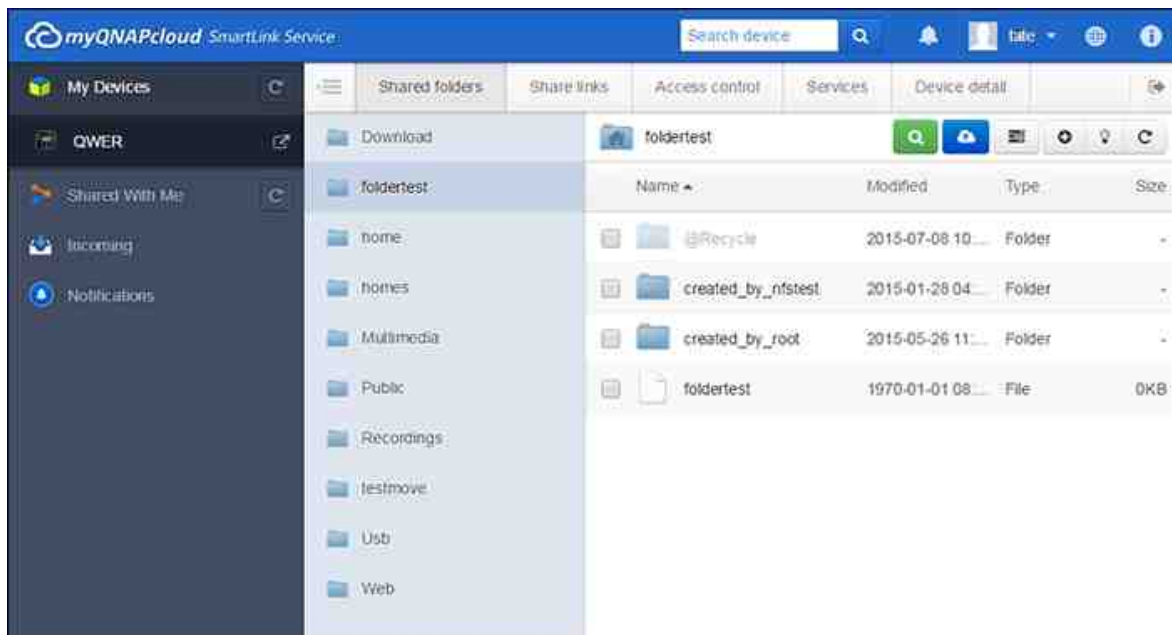 myQNAPcloud SmartLink Service
Search device
tate
My Devices
QWER
Shared With Me
Incoming
Notifications
Shared folders
Share links
Access control
Services
Device detail
Download
foldertest
home
homes
Multimedia
Public
Recordings
testmove
Usb
Web
foldertest
Name Modified Type Size
@Recycle 2015-07-08 10:... Folder -
created_by_nfstest 2015-01-28 04:... Folder -
created_by_root 2015-05-26 11:... Folder -
foldertest 1970-01-01 08:... File 0KB